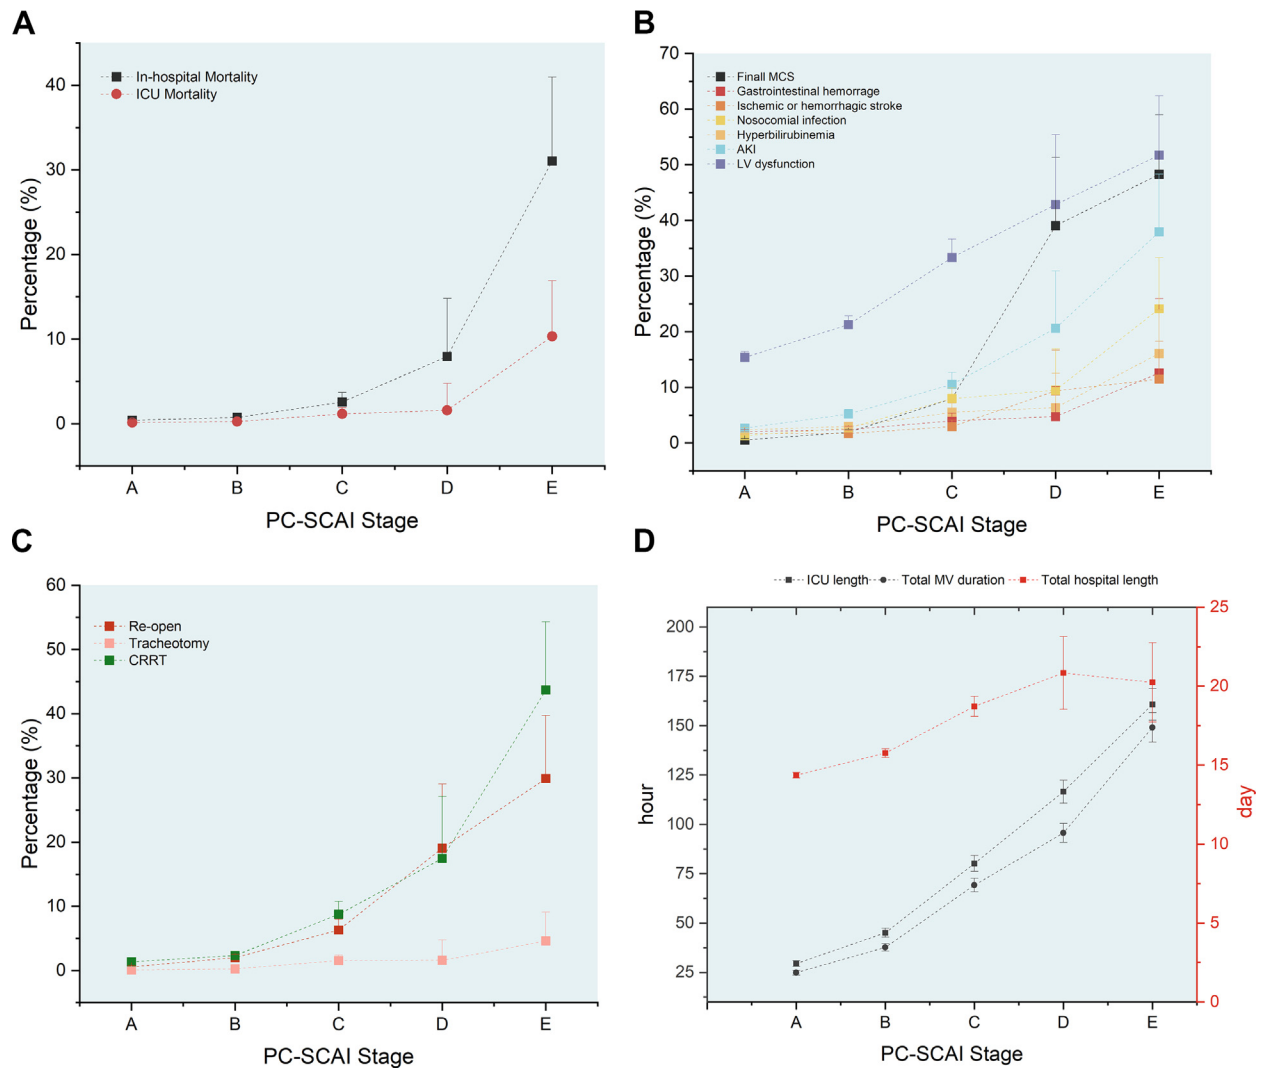 A
In-hospital Mortality
ICU Mortality
Percentage (%)
40
30
20
10
0
A B C D E
PC-SCAI Stage
B
Finall MCS
Gastrointestinal hemorrage
Ischemic or hemorrhagic stroke
Nosocomial infection
Hyperbilirubinemia
AKI
LV dysfunction
Percentage (%)
70
60
50
40
30
20
10
0
A B C D E
PC-SCAI Stage
C
Re-open
Tracheotomy
CRRT
Percentage (%)
60
50
40
30
20
10
0
A B C D E
PC-SCAI Stage
D
ICU length Total MV duration Total hospital length
hour
200
175
150
125
100
75
50
25
day
25
20
15
10
5
0
A B C D E
PC-SCAI Stage